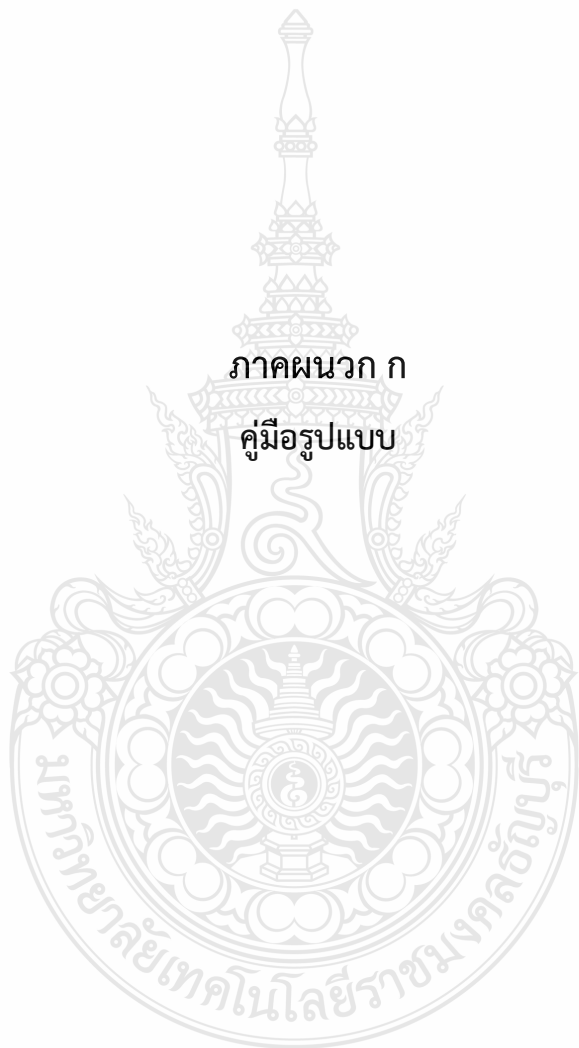 ภาคผนวก ก
คู่มือรูปแบบ
มหาวิทยาลัยเทคโนโลยีราชมงคลธัญบุรี